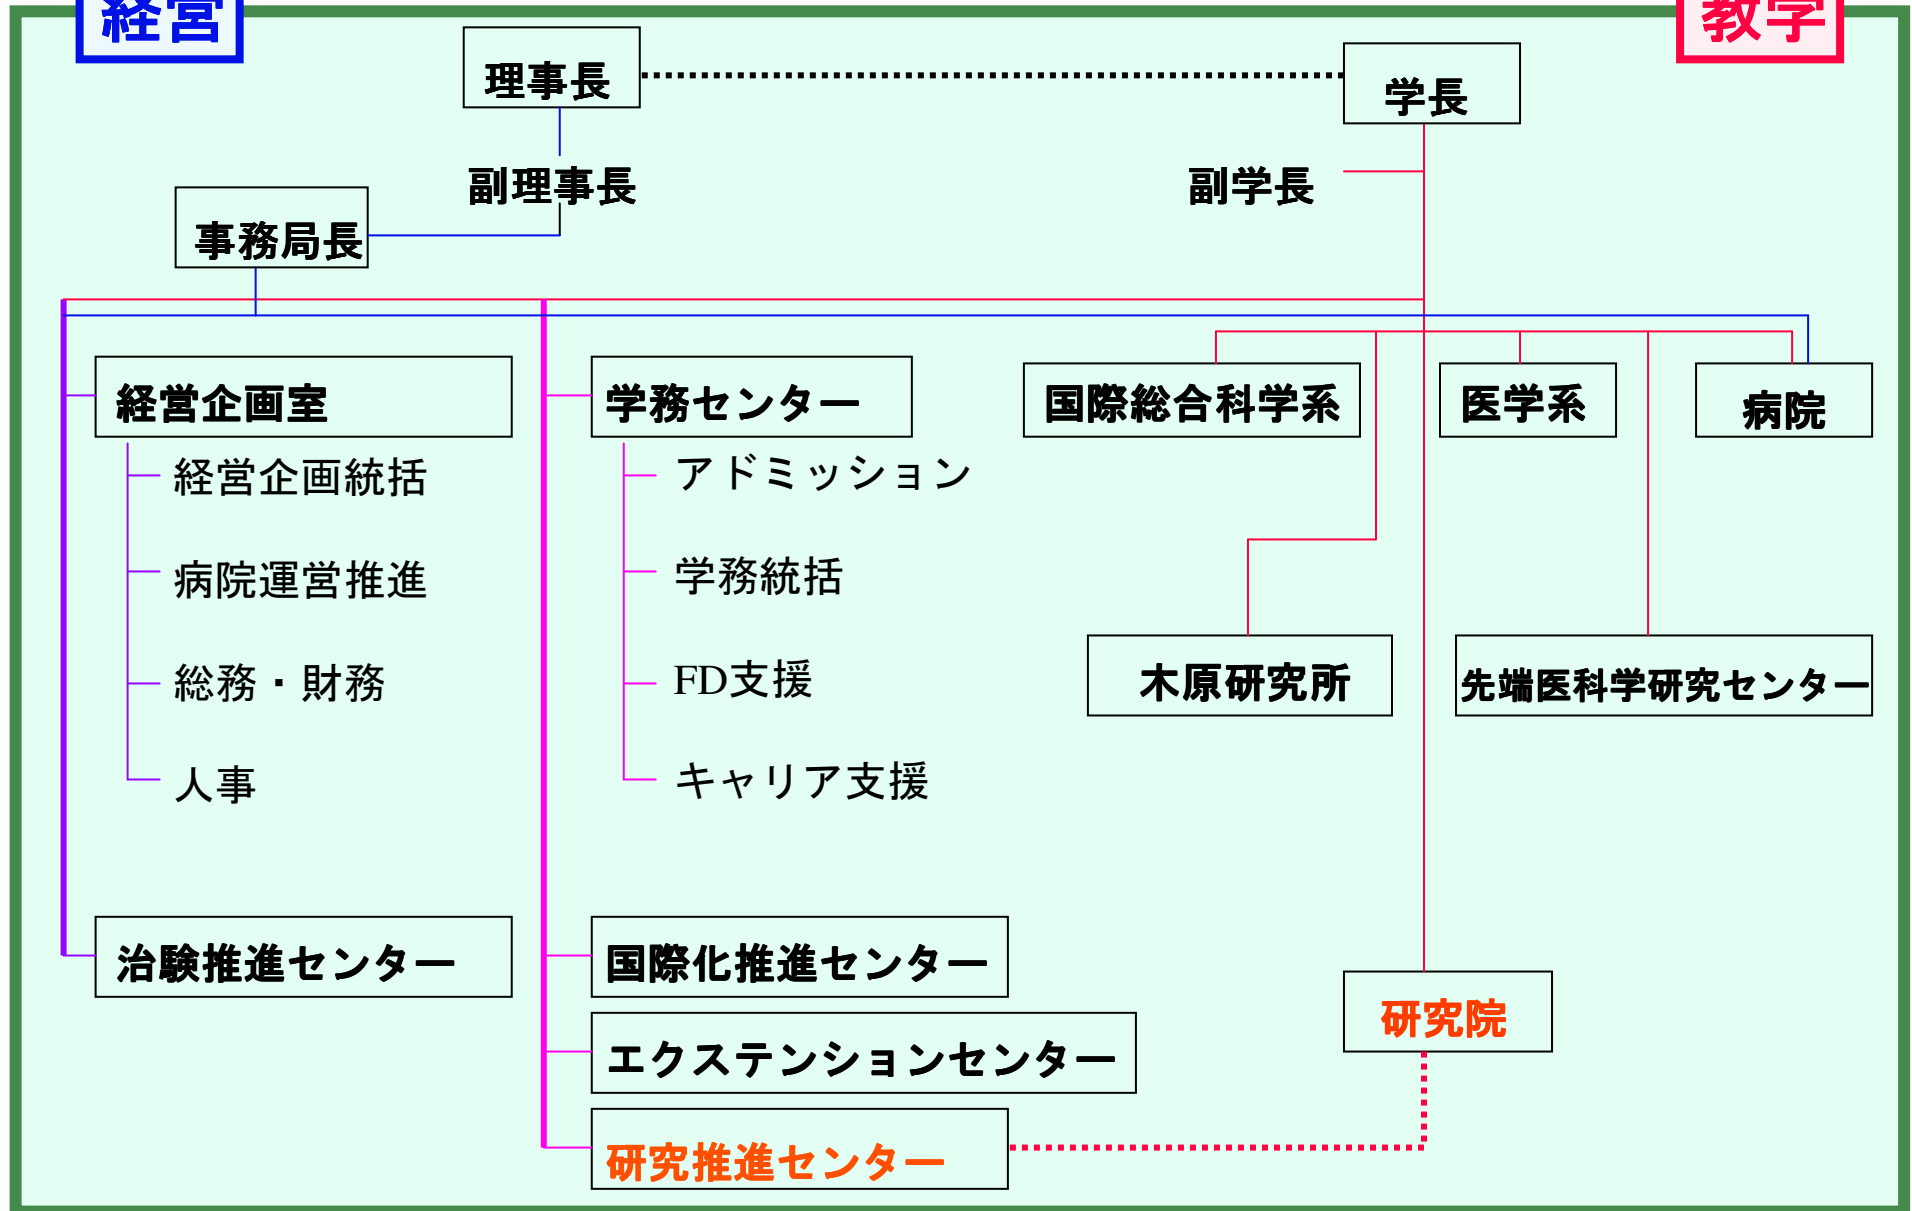 経営
教学
理事長
学長
副理事長
副学長
事務局長
経営企画室
経営企画統括
病院運営推進
総務・財務
人事
治験推進センター
学務センター
アドミッション
学務統括
FD支援
キャリア支援
国際化推進センター
エクステンションセンター
研究推進センター
国際総合科学系
医学系
病院
木原研究所
先端医科学研究センター
研究院